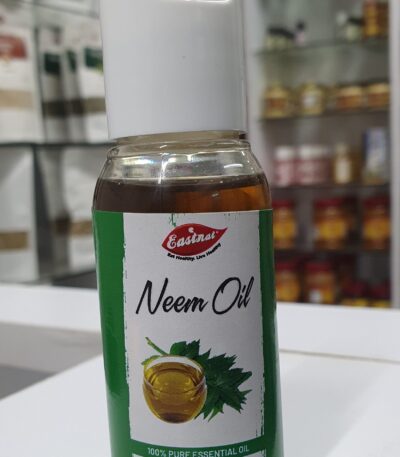 Eastnat
Eat Healthy. Live Healthy
Neem Oil
100% PURE ESSENTIAL OIL